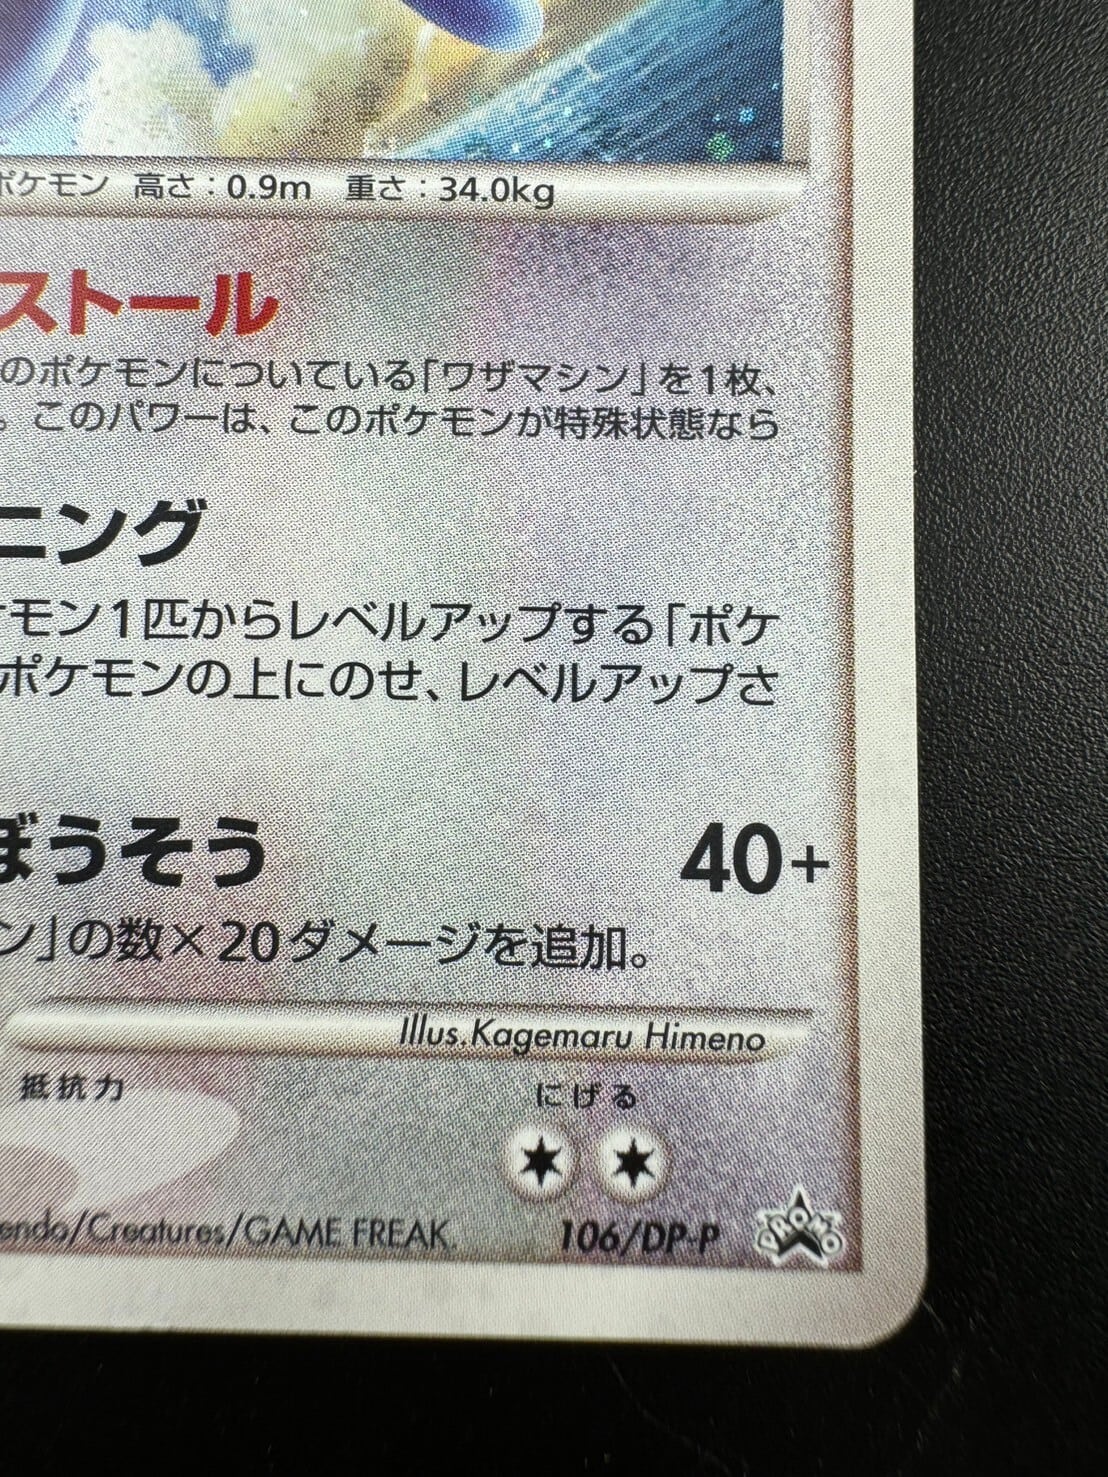 ポケモン 高さ：0.9m 重さ：34.0kg
ストール
のポケモンについている「ワザマシン」を1枚、
。このパワーは、このポケモンが特殊状態なら
ニング
ケモン1匹からレベルアップする「ポケ
ポケモンの上にのせ、レベルアップさ
ぼうそう 40+
ン」の数×20ダメージを追加。
Illus.Kagemaru Himeno
抵抗力 にげる
endo/Creatures/GAME FREAK. 106/DP-P PROMO